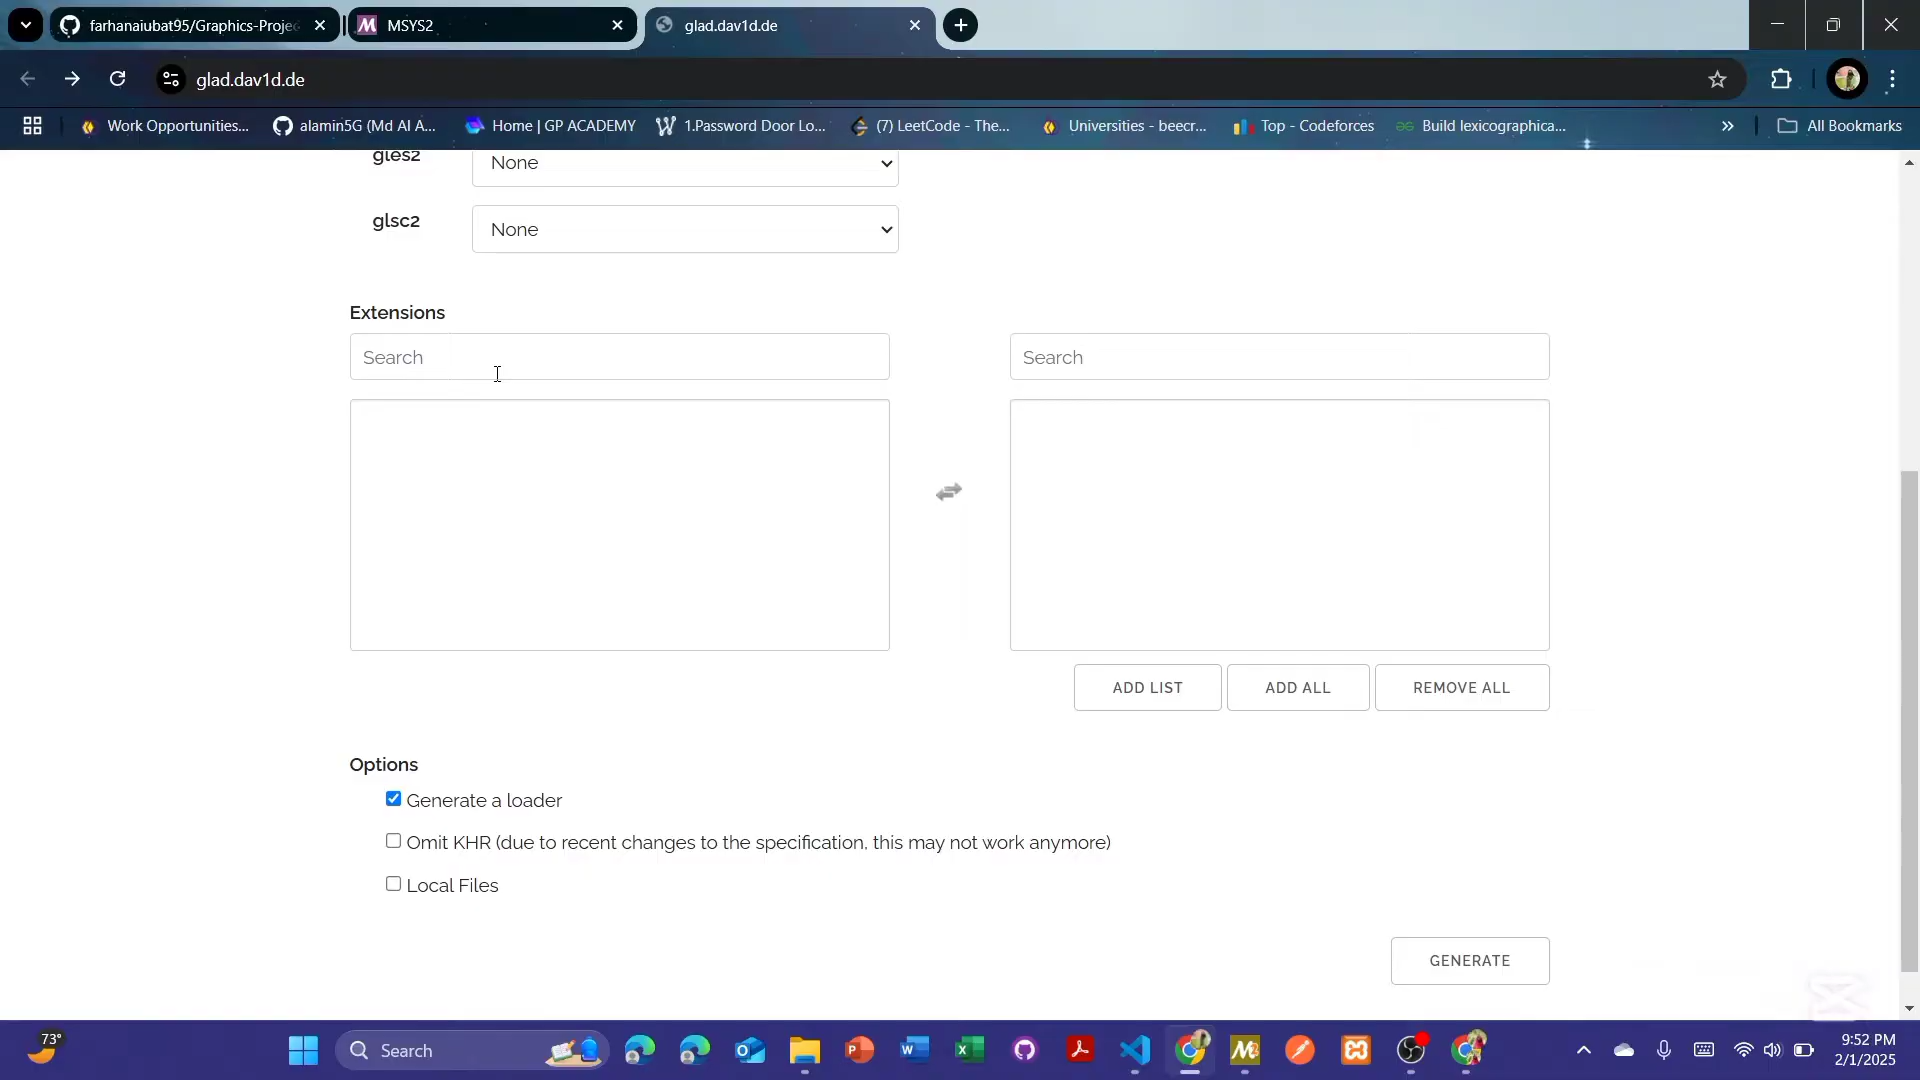 farhanaiubat95/Graphics-Proje
MSYS2
glad.dav1d.de
glad.dav1d.de
Work Opportunities...
alamin5G (Md Al A...
Home | GP ACADEMY
1.Password Door Lo...
(7) LeetCode - The...
Universities - beecr...
Top - Codeforces
Build lexicographica...
All Bookmarks
gles2
None
glsc2
None
Extensions
Search
Search
ADD LIST
ADD ALL
REMOVE ALL
Options
Generate a loader
Omit KHR (due to recent changes to the specification, this may not work anymore)
Local Files
GENERATE
73°
Search
9:52 PM
2/1/2025